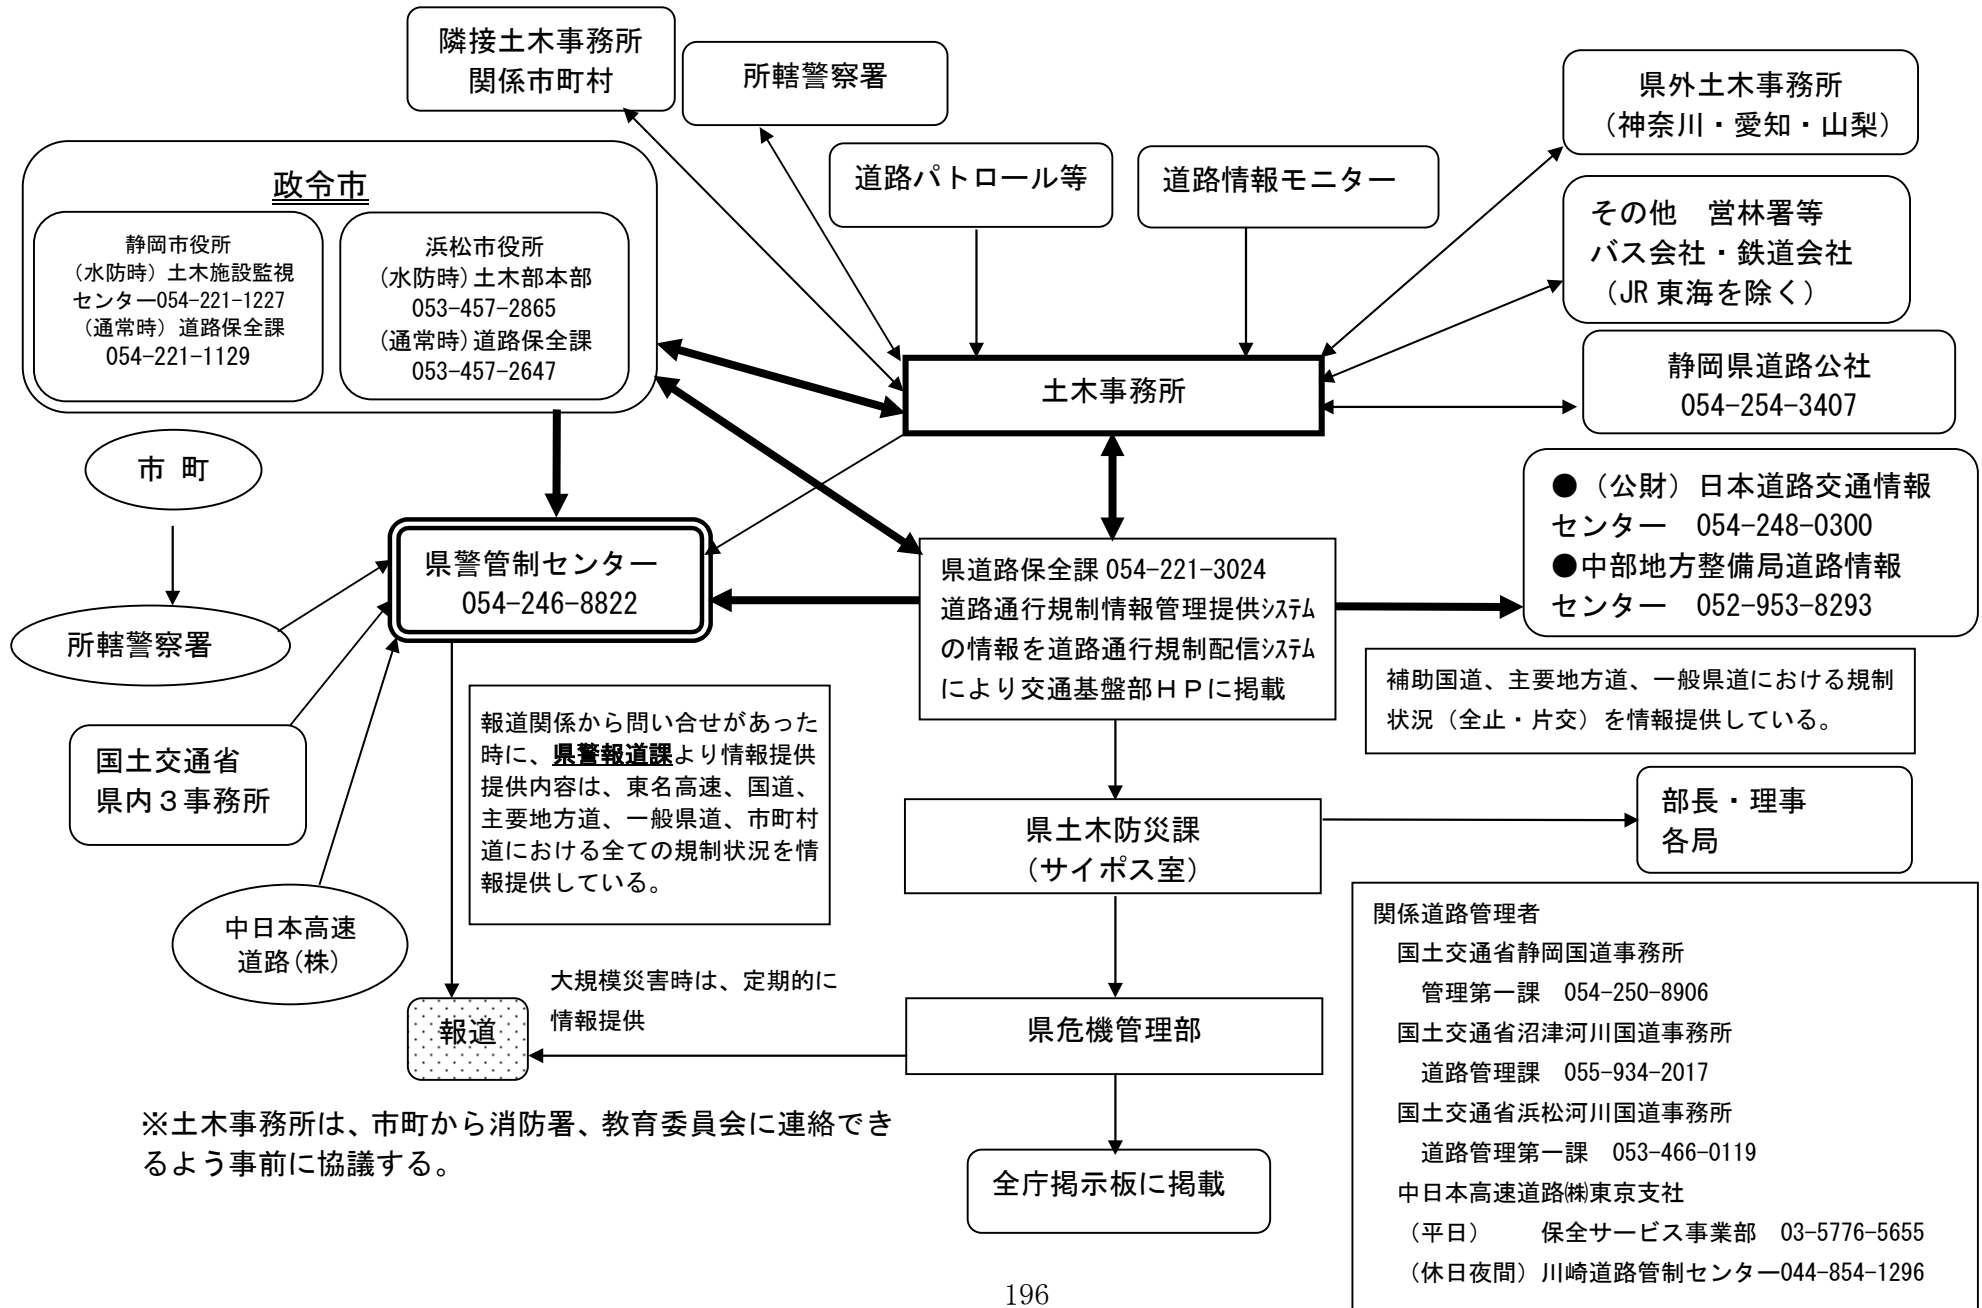 隣接土木事務所
関係市町村
所轄警察署
道路パトロール等
道路情報モニター
県外土木事務所
（神奈川・愛知・山梨）
政令市
静岡市役所
（水防時）土木施設監視
センター054-221-1227
（通常時）道路保全課
054-221-1129
浜松市役所
（水防時）土木部本部
053-457-2865
（通常時）道路保全課
053-457-2647
その他　営林署等
バス会社・鉄道会社
（JR 東海を除く）
土木事務所
静岡県道路公社
054-254-3407
市 町
所轄警察署
県警管制センター
054-246-8822
県道路保全課 054-221-3024
道路通行規制情報管理提供ｼｽﾃﾑ
の情報を道路通行規制配信ｼｽﾃﾑ
により交通基盤部ＨＰに掲載
●（公財）日本道路交通情報
センター　054-248-0300
●中部地方整備局道路情報
センター　052-953-8293
補助国道、主要地方道、一般県道における規制
状況（全止・片交）を情報提供している。
国土交通省
県内３事務所
報道関係から問い合せがあった
時に、県警報道課より情報提供
提供内容は、東名高速、国道、
主要地方道、一般県道、市町村
道における全ての規制状況を情
報提供している。
県土木防災課
（サイポス室）
部長・理事
各局
中日本高速
道路(株)
大規模災害時は、定期的に
情報提供
報道
県危機管理部
全庁掲示板に掲載
※土木事務所は、市町から消防署、教育委員会に連絡でき
るよう事前に協議する。
関係道路管理者
国土交通省静岡国道事務所
管理第一課　054-250-8906
国土交通省沼津河川国道事務所
道路管理課　055-934-2017
国土交通省浜松河川国道事務所
道路管理第一課　053-466-0119
中日本高速道路㈱東京支社
（平日）　　保全サービス事業部　03-5776-5655
（休日夜間）川崎道路管制センター044-854-1296
196